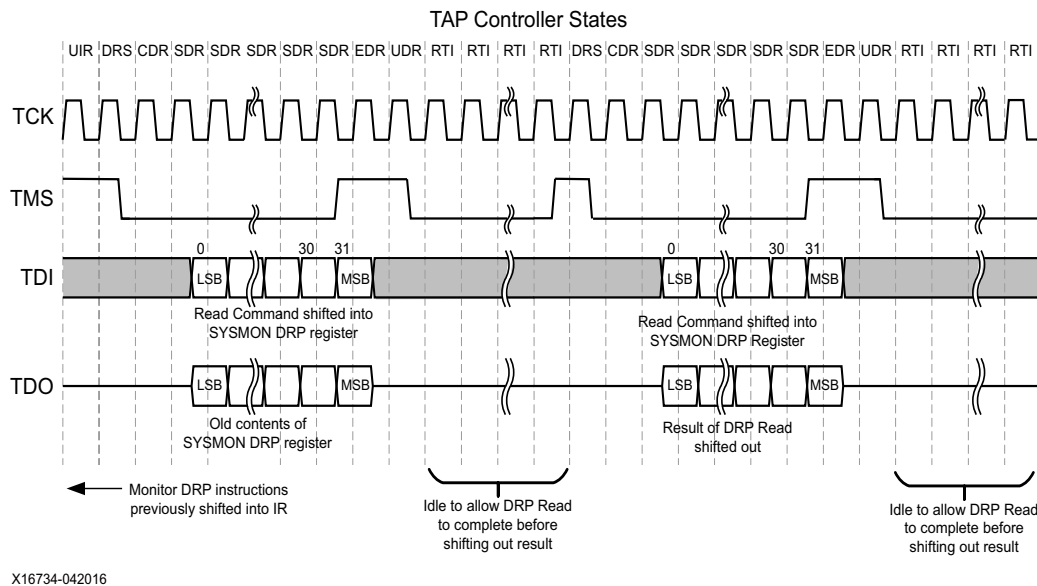 TAP Controller States
UIR DRS CDR SDR SDR SDR SDR SDR EDR UDR RTI RTI RTI RTI DRS CDR SDR SDR SDR SDR SDR EDR UDR RTI RTI RTI RTI
TCK
TMS
0 30 31 0 30 31
TDI LSB MSB LSB MSB
Read Command shifted into
SYSMON DRP register
Read Command shifted into
SYSMON DRP Register
TDO LSB MSB LSB MSB
Old contents of
SYSMON DRP register
Result of DRP Read
shifted out
Monitor DRP instructions
previously shifted into IR
Idle to allow DRP Read
to complete before
shifting out result
Idle to allow DRP Read
to complete before
shifting out result
X16734-042016